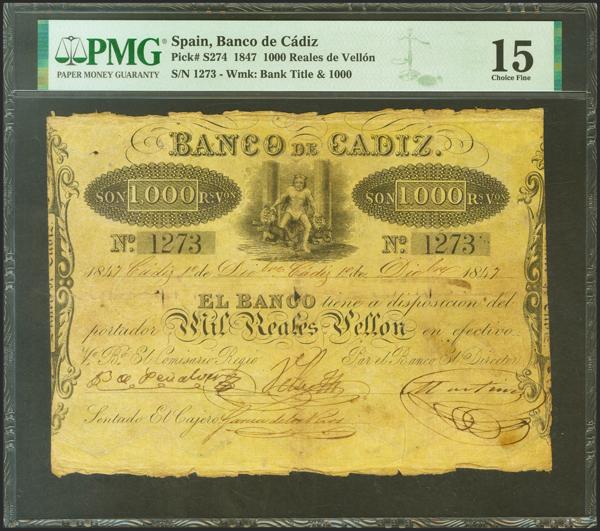 PMG
PAPER MONEY GUARANTY
Spain, Banco de Cádiz
Pick# S274 1847 1000 Reales de Vellón
S/N 1273 - Wmk: Bank Title & 1000
15
Choice Fine
BANCO DE CADIZ.
SON 1.000 Rs. Von.
SON 1.000 Rs. Von.
No. 1273
No. 1273
1847 Cádiz 1º de Dicbre Cádiz 1º de Dicbre 1847
EL BANCO tiene a disposicion del
portador Mil Reales Vellon en efectivo
Vo. Bo. El Comisario Regio Por el Banco El Director
Sentado El Cajero